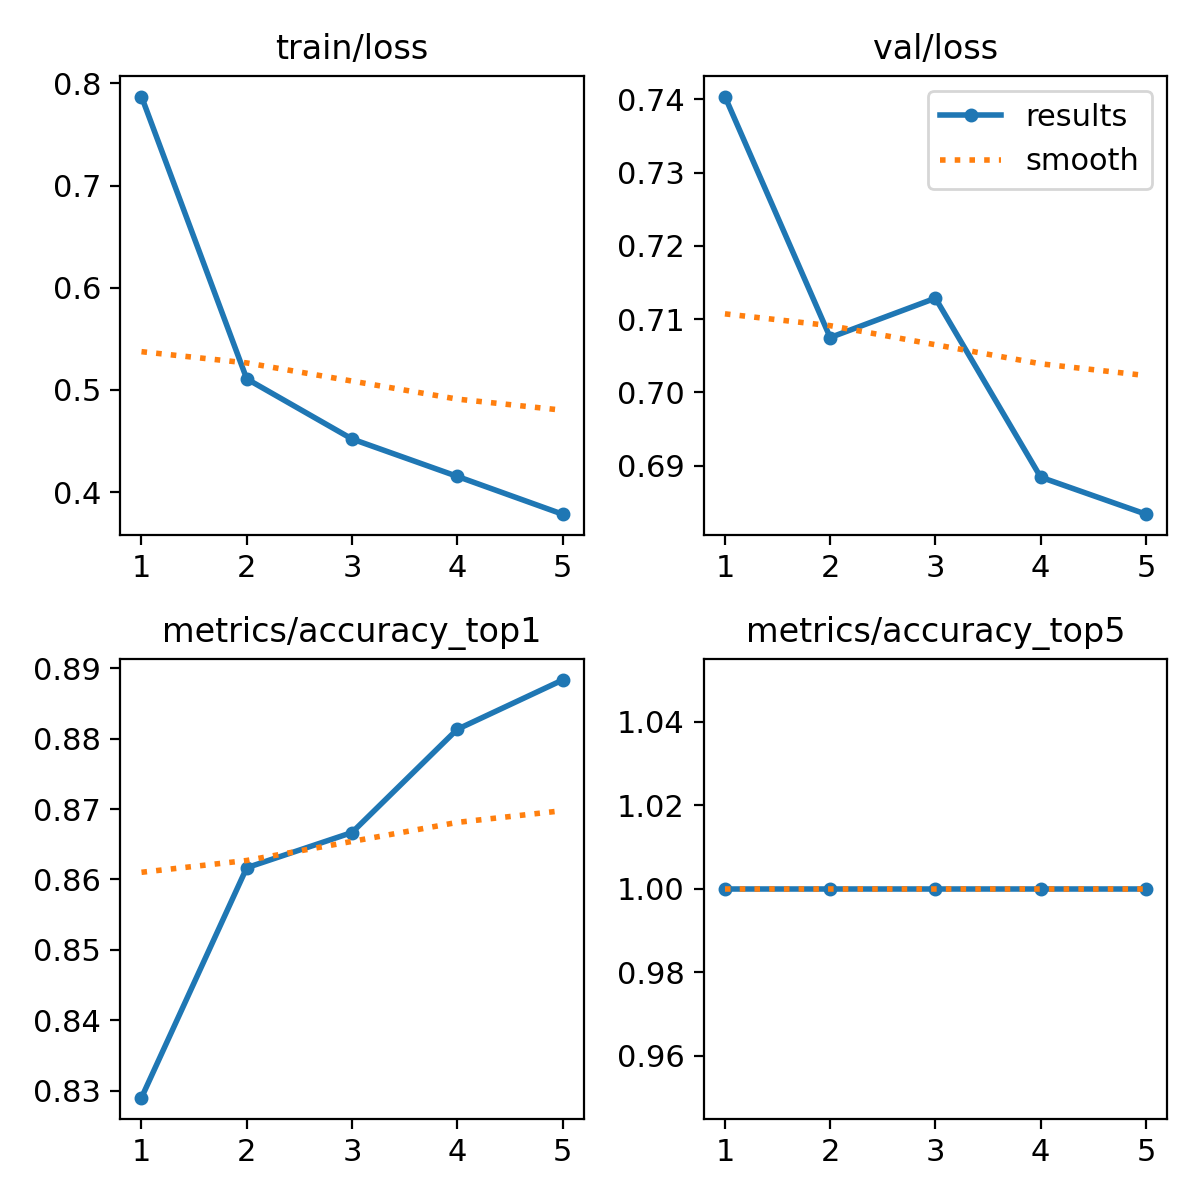 train/loss
0.8
0.7
0.6
0.5
0.4
1 2 3 4 5
val/loss
results
smooth
0.74
0.73
0.72
0.71
0.70
0.69
1 2 3 4 5
metrics/accuracy_top1
0.89
0.88
0.87
0.86
0.85
0.84
0.83
1 2 3 4 5
metrics/accuracy_top5
1.04
1.02
1.00
0.98
0.96
1 2 3 4 5